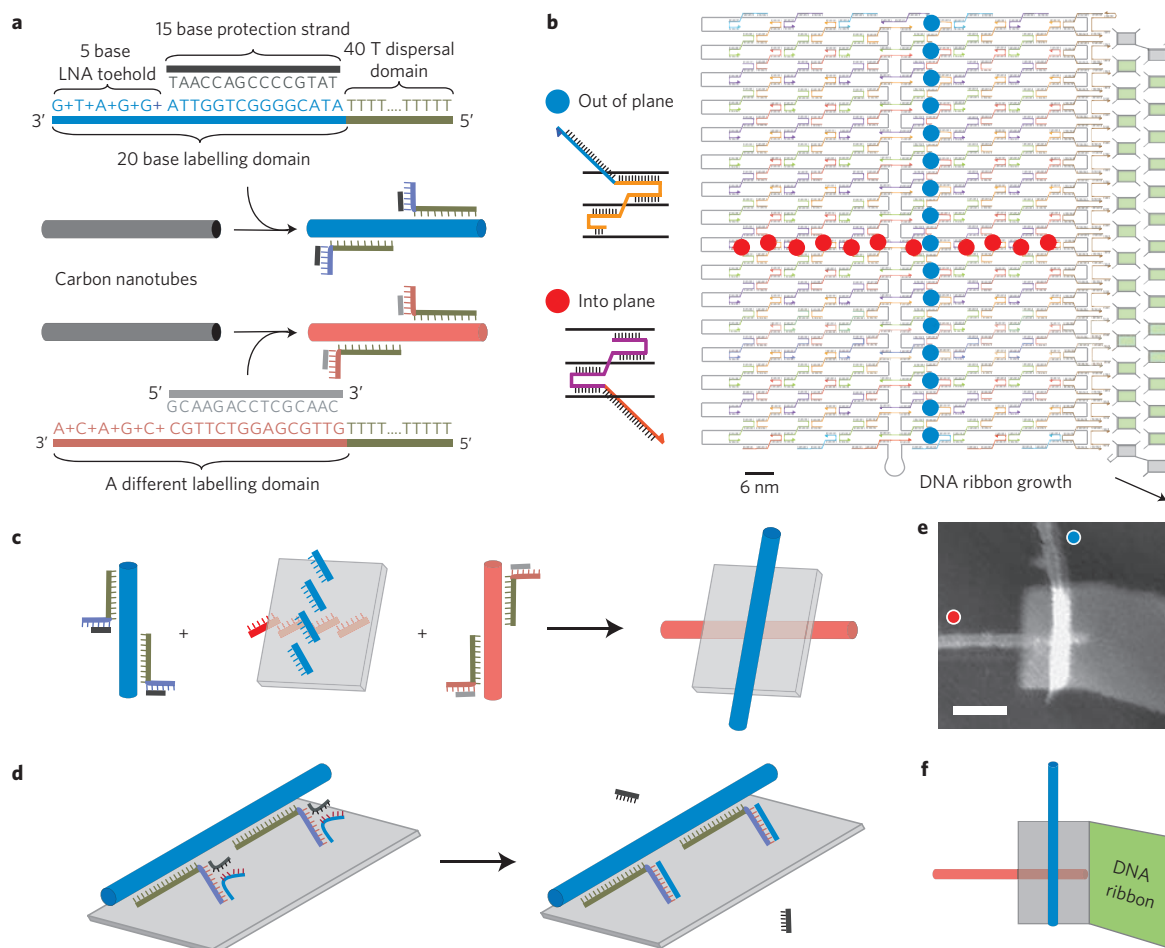 a
15 base protection strand
5 base
LNA toehold
40 T dispersal
domain
TAACCAGCCCCGTAT
G+T+A+G+G+ ATTGGTCGGGGCATA TTTT....TTTTT
3′ 5′
20 base labelling domain
Carbon nanotubes
5′ 3′
GCAAGACCTCGCAAC
A+C+A+G+C+ CGTTCTGGAGCGTTG TTTT....TTTTT
3′ 5′
A different labelling domain
b
Out of plane
Into plane
6 nm
DNA ribbon growth
c
+ +
d
e
f
DNA
ribbon